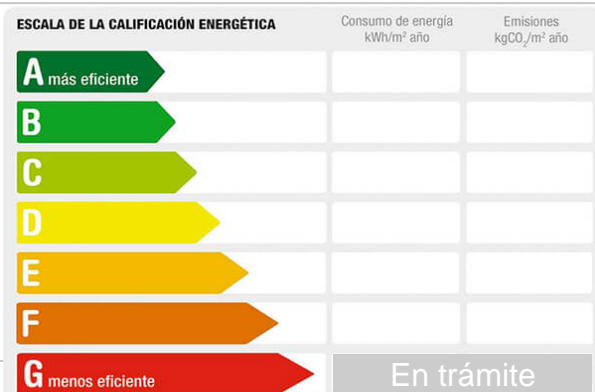 ESCALA DE LA CALIFICACIÓN ENERGÉTICA
Consumo de energía
kWh/m² año
Emisiones
kgCO₂/m² año
A más eficiente
B
C
D
E
F
G menos eficiente
En trámite